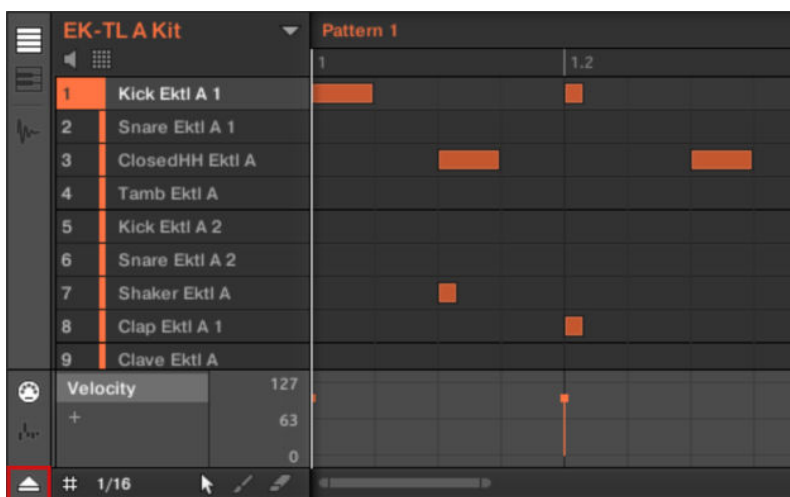 EK-TL A Kit
Pattern 1
1 1.2
1 Kick Ektl A 1
2 Snare Ektl A 1
3 ClosedHH Ektl A
4 Tamb Ektl A
5 Kick Ektl A 2
6 Snare Ektl A 2
7 Shaker Ektl A
8 Clap Ektl A 1
9 Clave Ektl A
Velocity 127
+ 63
0
1/16